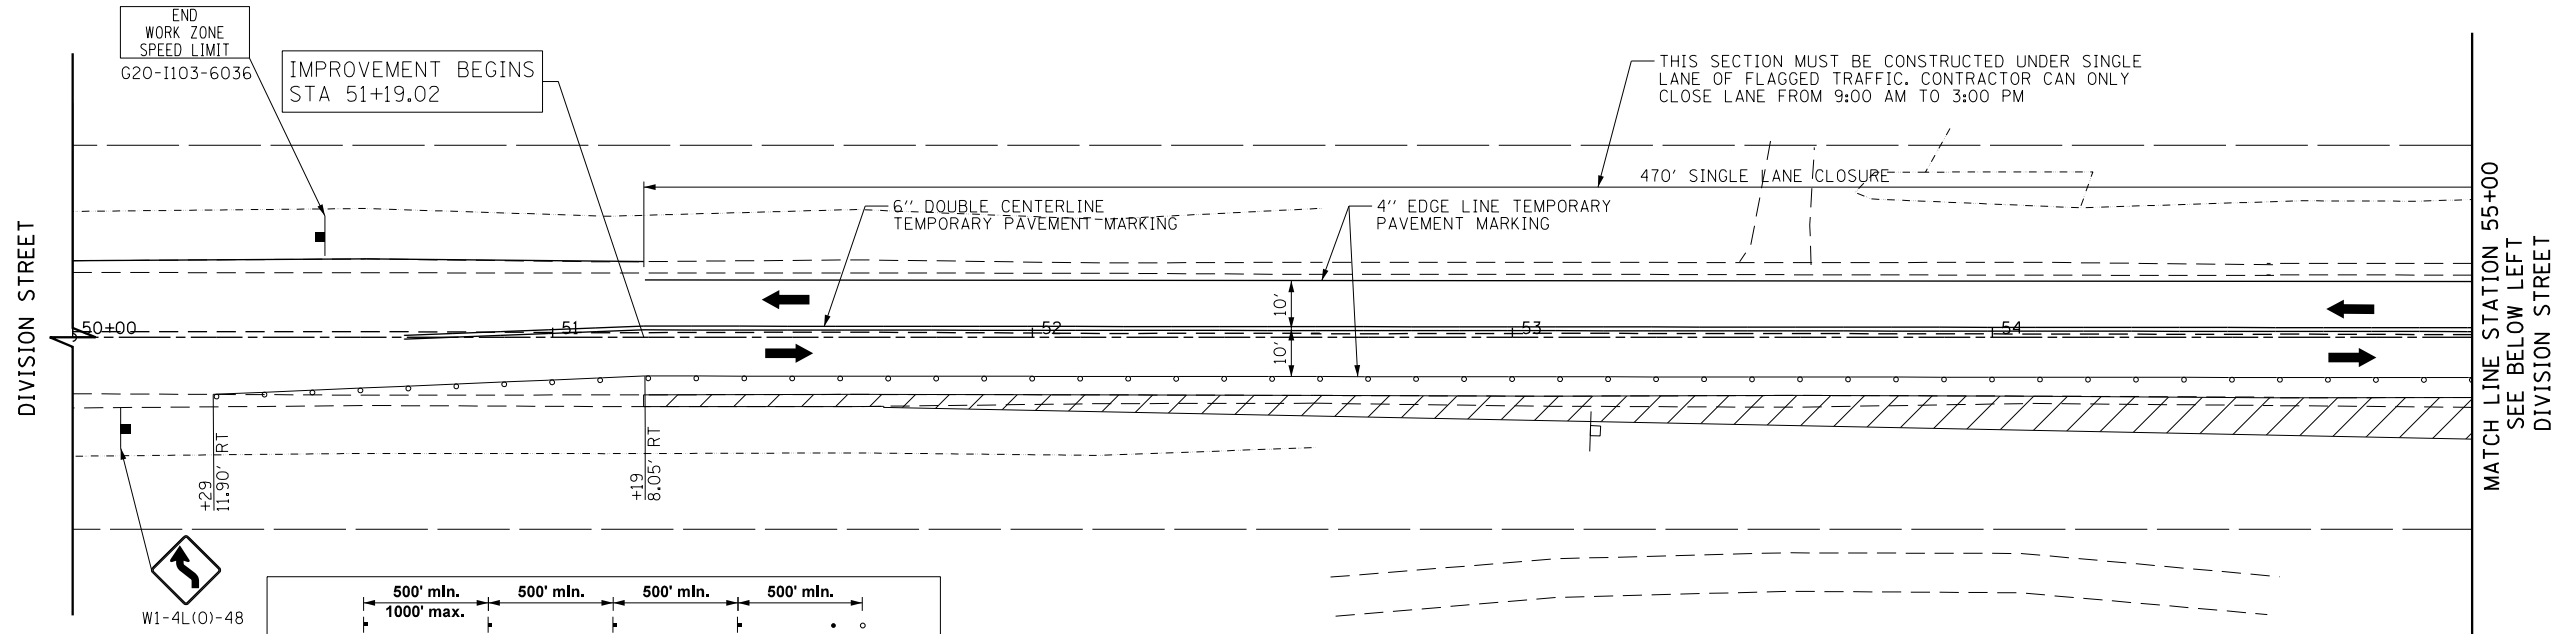 END
WORK ZONE
SPEED LIMIT
G20-I103-6036
IMPROVEMENT BEGINS
STA 51+19.02
THIS SECTION MUST BE CONSTRUCTED UNDER SINGLE
LANE OF FLAGGED TRAFFIC. CONTRACTOR CAN ONLY
CLOSE LANE FROM 9:00 AM TO 3:00 PM
470' SINGLE LANE CLOSURE
6'' DOUBLE CENTERLINE
TEMPORARY PAVEMENT MARKING
4'' EDGE LINE TEMPORARY
PAVEMENT MARKING
DIVISION STREET
50+00
51
52
53
54
10'
10'
+29
11.90' RT
+19
8.05' RT
MATCH LINE STATION 55+00
SEE BELOW LEFT
DIVISION STREET
W1-4L(O)-48
500' min.
500' min.
500' min.
500' min.
1000' max.